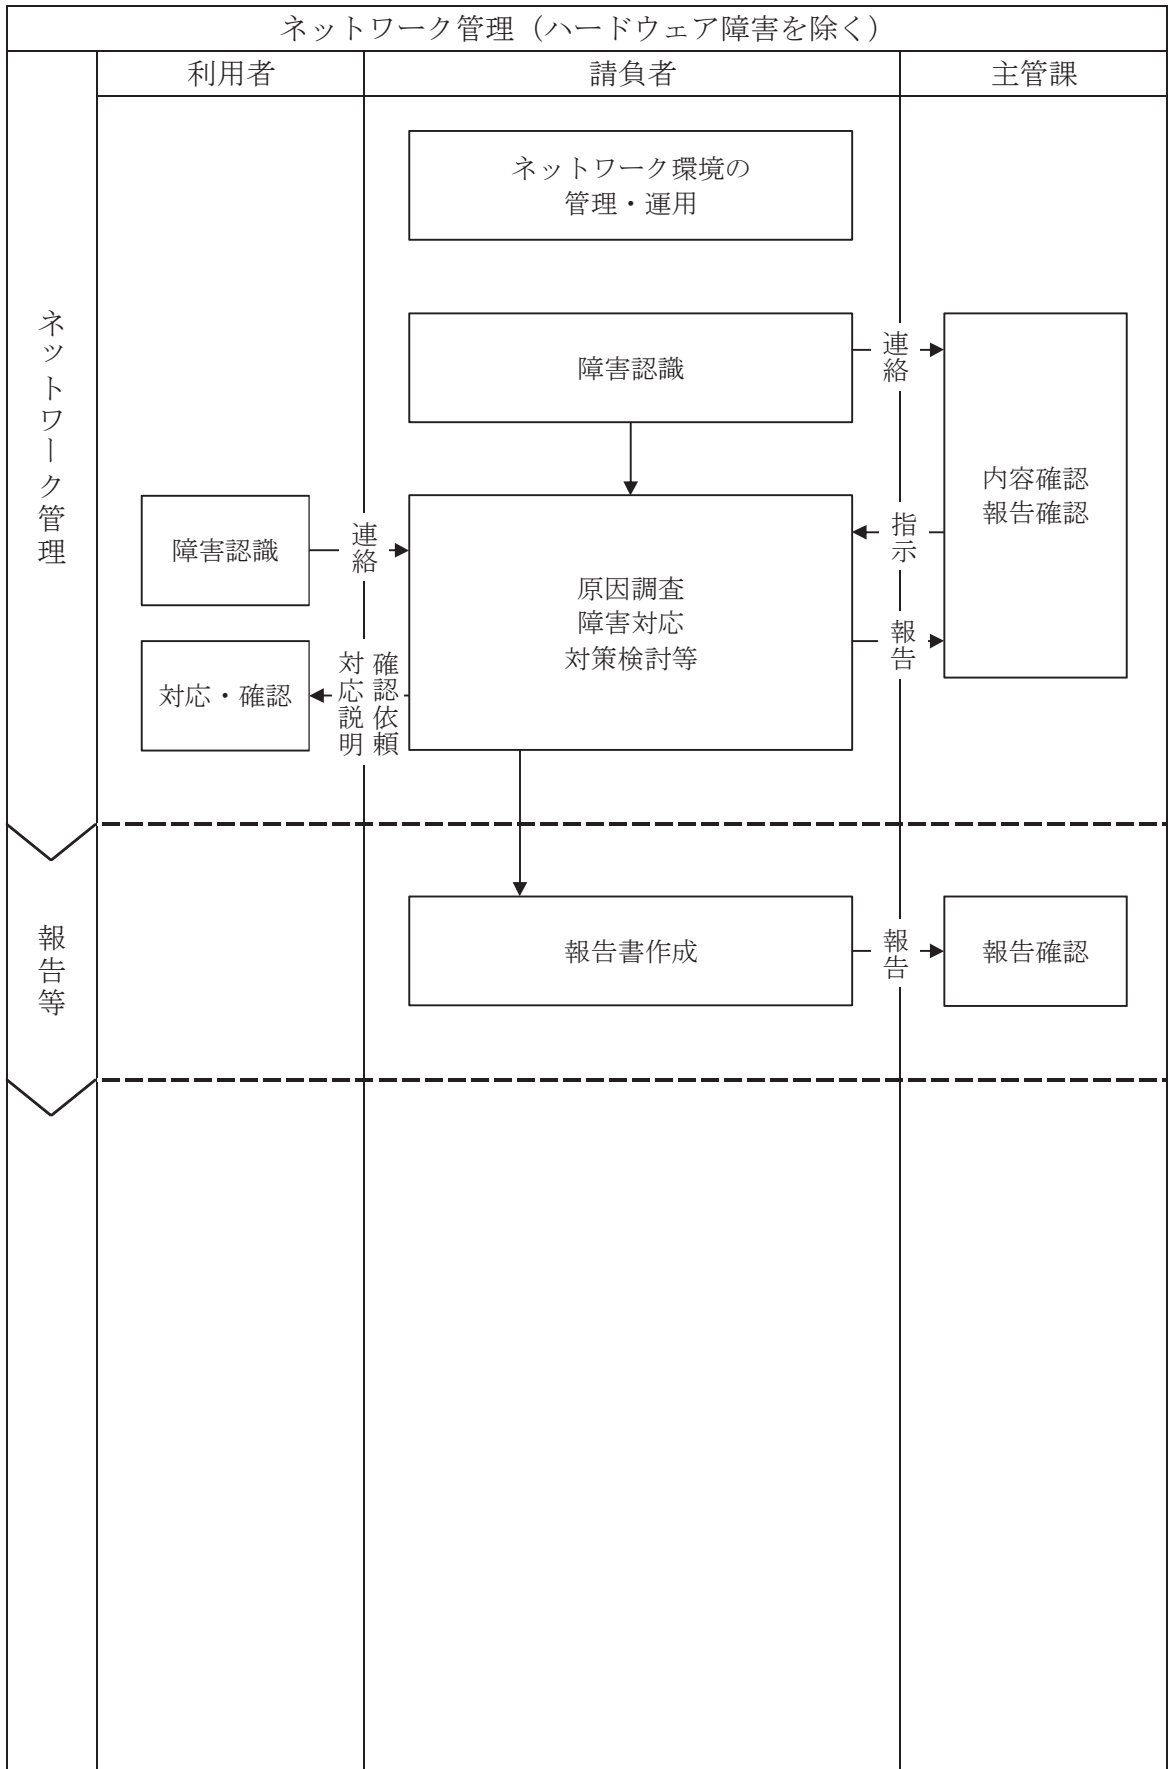 ネットワーク管理（ハードウェア障害を除く）
利用者
請負者
主管課
ネットワーク管理
ネットワーク環境の
管理・運用
障害認識
連絡
内容確認
報告確認
障害認識
連絡
指示
原因調査
障害対応
対策検討等
報告
対応・確認
確認依頼
対応説明
報告等
報告書作成
報告
報告確認